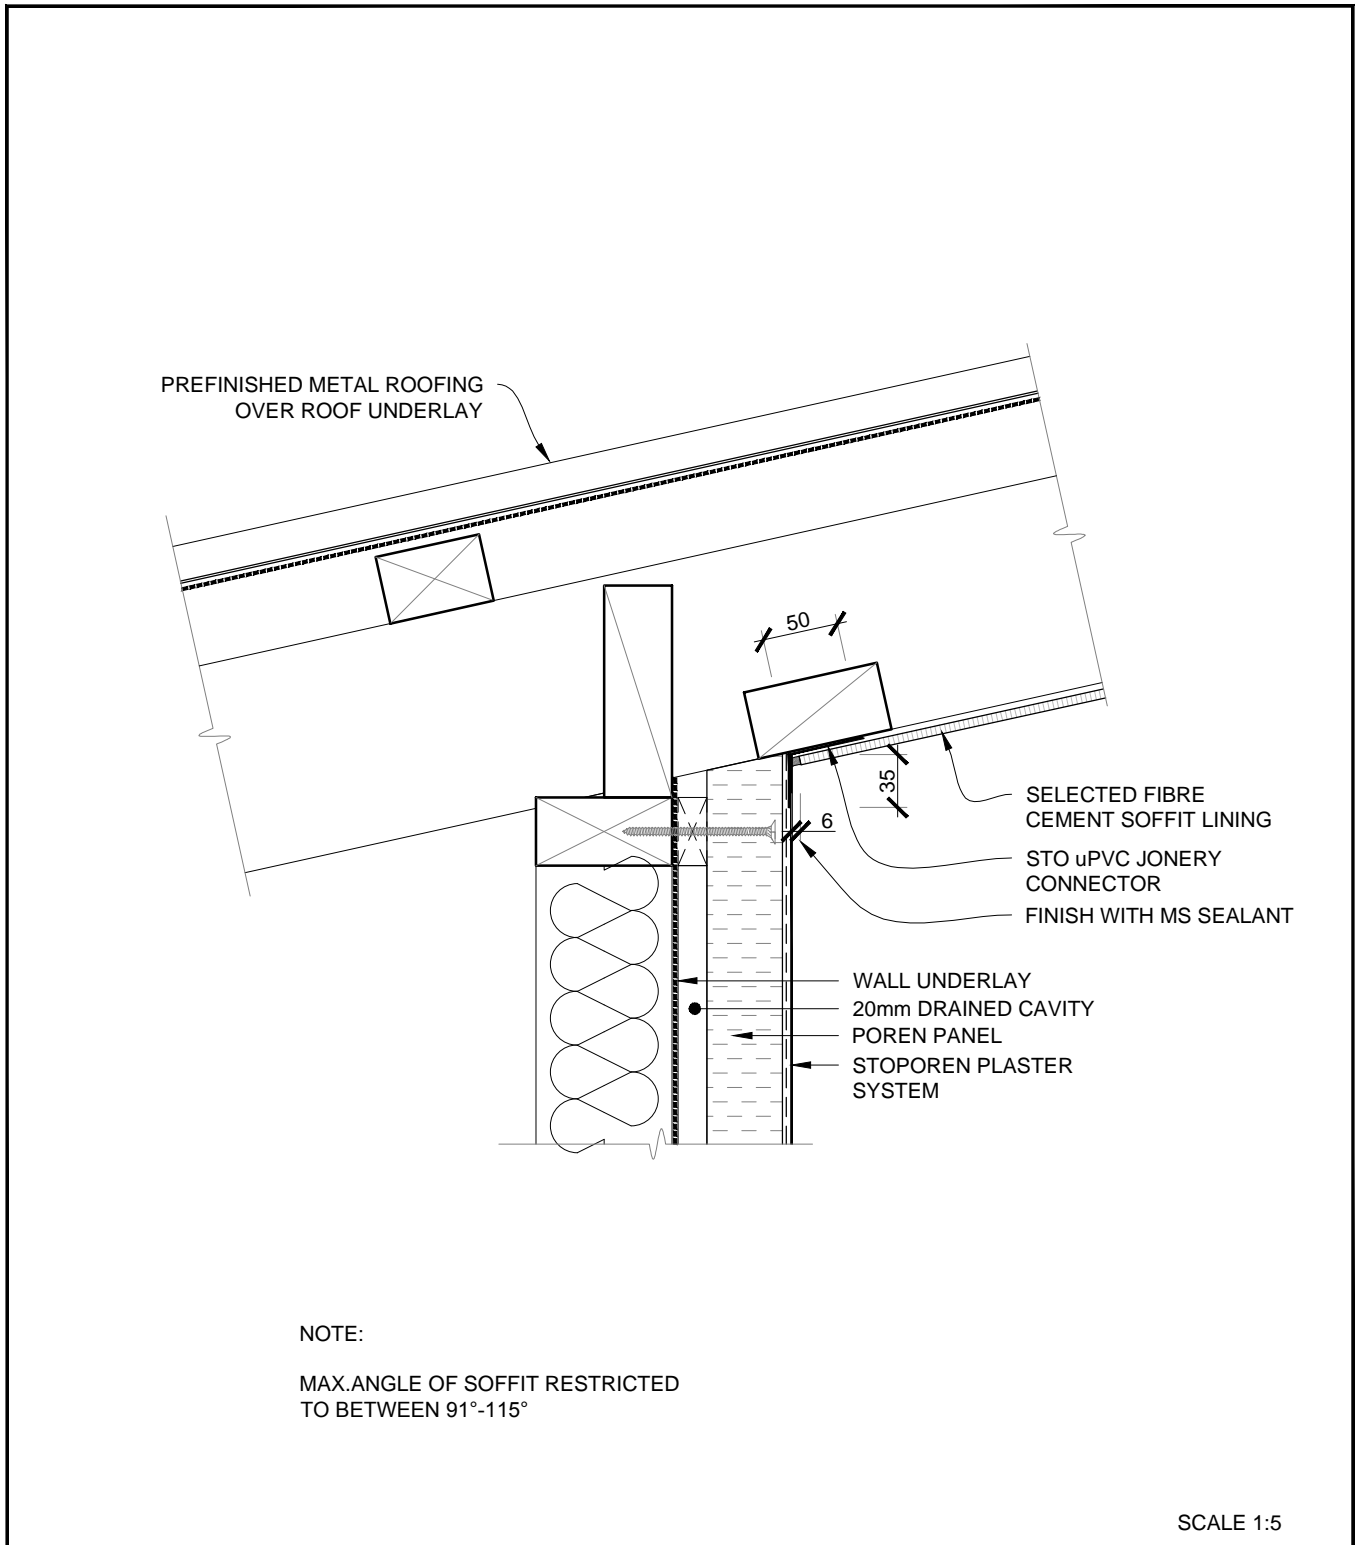 PREFINISHED METAL ROOFING
OVER ROOF UNDERLAY
50
35
6
SELECTED FIBRE
CEMENT SOFFIT LINING
STO uPVC JONERY
CONNECTOR
FINISH WITH MS SEALANT
WALL UNDERLAY
20mm DRAINED CAVITY
POREN PANEL
STOPOREN PLASTER
SYSTEM
NOTE:
MAX.ANGLE OF SOFFIT RESTRICTED
TO BETWEEN 91°-115°
SCALE 1:5